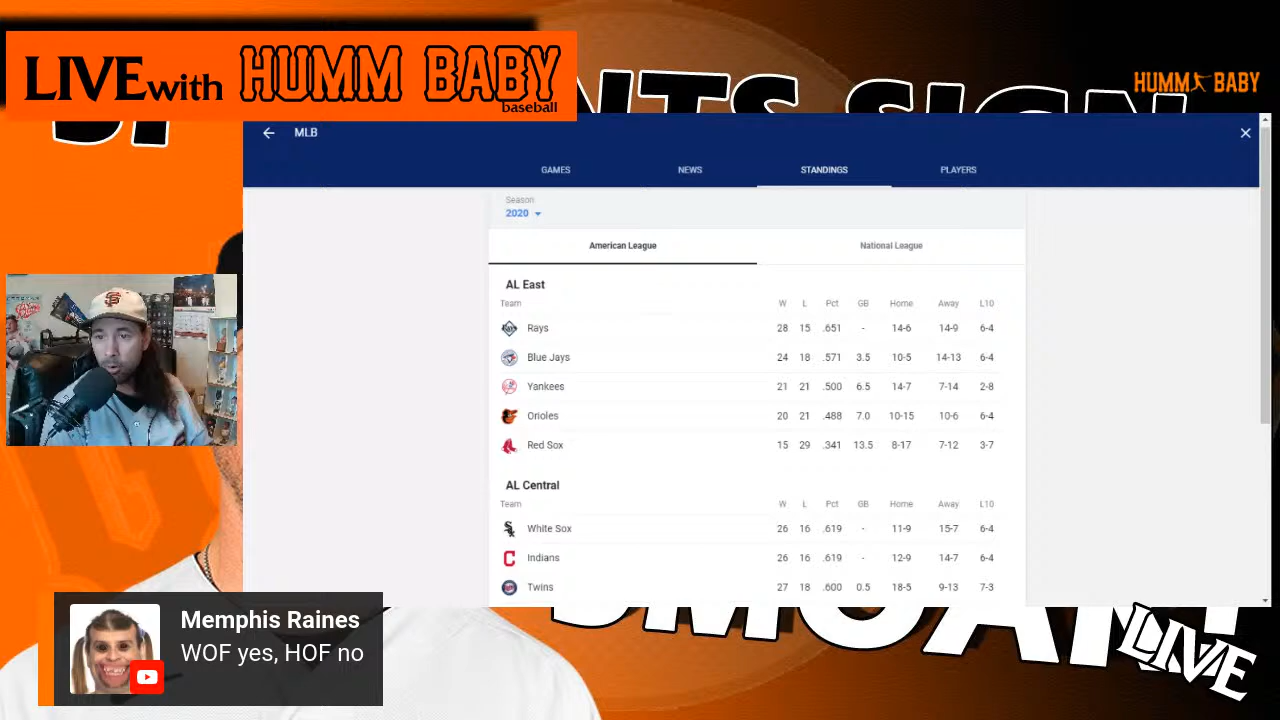 LIVE with HUMM BABY
baseball
NTS SIGN
HUMM BABY
MLB
GAMES NEWS STANDINGS PLAYERS
Season
2020
American League National League
AL East
Team W L Pct GB Home Away L10
Rays 28 15 .651 - 14-6 14-9 6-4
Blue Jays 24 18 .571 3.5 10-5 14-13 6-4
Yankees 21 21 .500 6.5 14-7 7-14 2-8
Orioles 20 21 .488 7.0 10-15 10-6 6-4
Red Sox 15 29 .341 13.5 8-17 7-12 3-7
AL Central
Team W L Pct GB Home Away L10
White Sox 26 16 .619 - 11-9 15-7 6-4
Indians 26 16 .619 - 12-9 14-7 6-4
Twins 27 18 .600 0.5 18-5 9-13 7-3
Memphis Raines
WOF yes, HOF no
SMOANT
LIVE